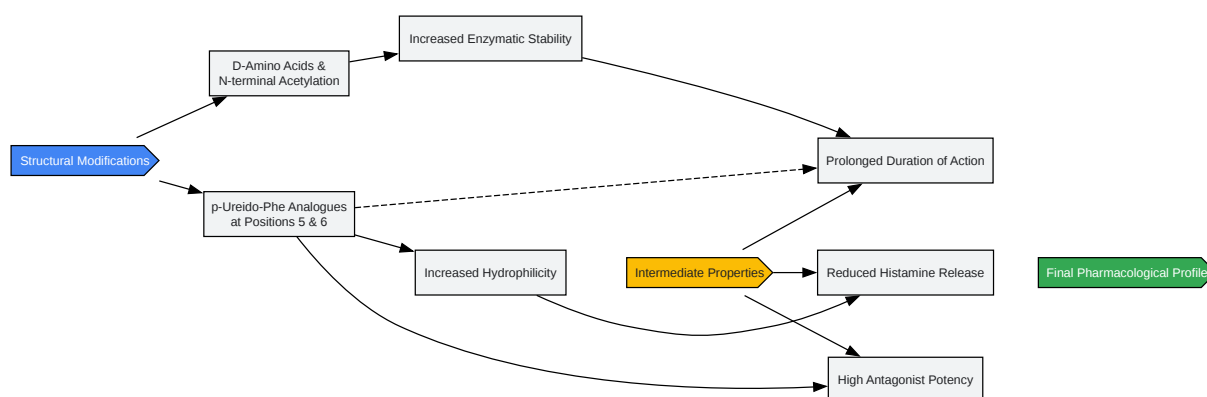 Increased Enzymatic Stability
D-Amino Acids &
N-terminal Acetylation
Structural Modifications
Prolonged Duration of Action
p-Ureido-Phe Analogues
at Positions 5 & 6
Increased Hydrophilicity
Intermediate Properties
Reduced Histamine Release
Final Pharmacological Profile
High Antagonist Potency